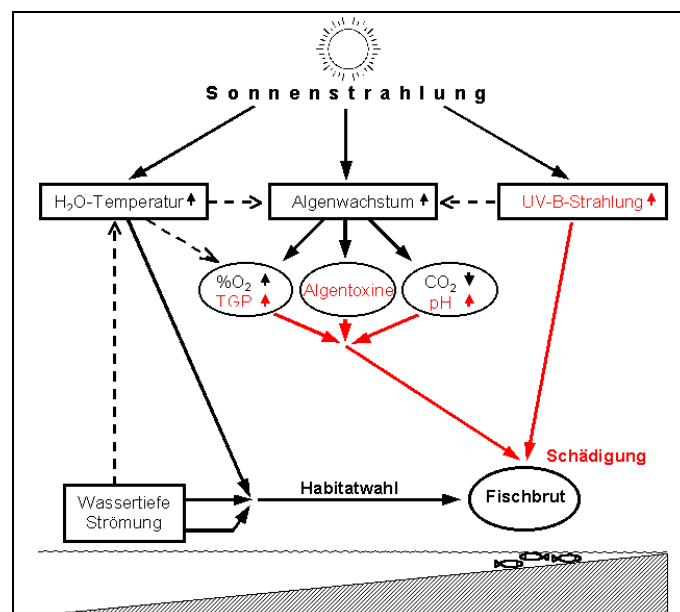 Sonnenstrahlung
H₂O-Temperatur
Algenwachstum
UV-B-Strahlung
%O₂
TGP
Algentoxine
CO₂
pH
Schädigung
Wassertiefe
Strömung
Habitatwahl
Fischbrut